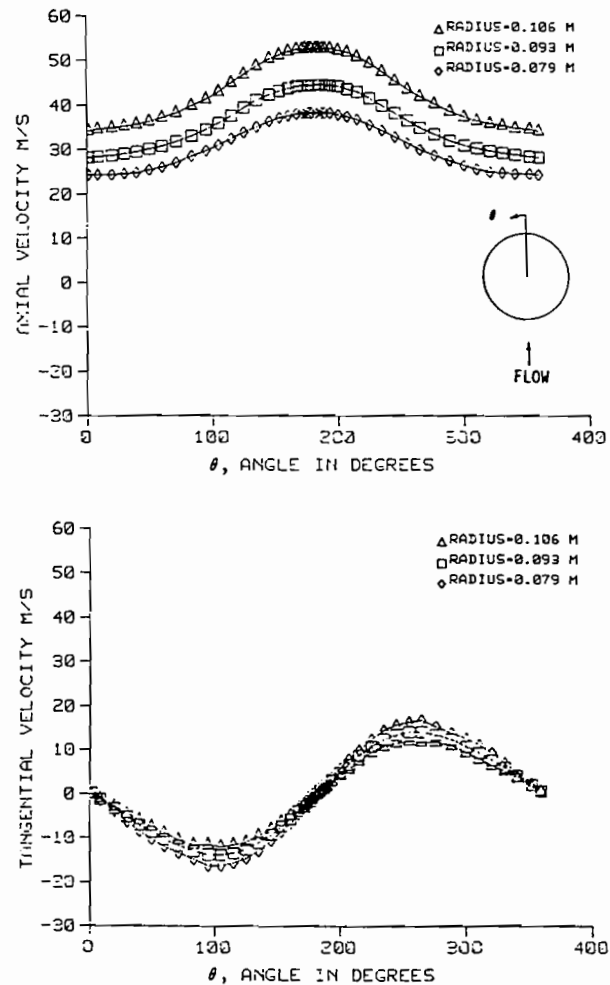 60
50
40
30
20
10
0
-10
-20
-30
AXIAL VELOCITY M/S
△RADIUS=0.106 M
□RADIUS=0.093 M
◇RADIUS=0.079 M
θ
FLOW
0 100 200 300 400
θ, ANGLE IN DEGREES
60
50
40
30
20
10
0
-10
-20
-30
TANGENTIAL VELOCITY M/S
△RADIUS=0.106 M
□RADIUS=0.093 M
◇RADIUS=0.079 M
0 100 200 300 400
θ, ANGLE IN DEGREES